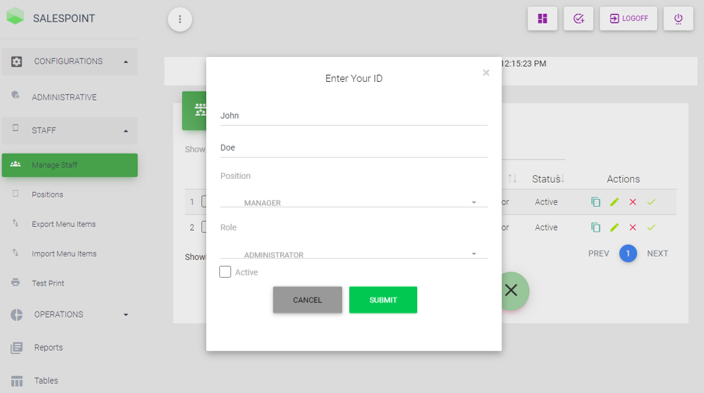 SALESPOINT
LOGOFF
CONFIGURATIONS
ADMINISTRATIVE
STAFF
Manage Staff
Positions
Export Menu Items
Import Menu Items
Test Print
OPERATIONS
Reports
Tables
12:15:23 PM
Enter Your ID
×
John
Doe
Position
MANAGER
Role
ADMINISTRATOR
Active
CANCEL
SUBMIT
Show
Status
Actions
1
or
Active
2
or
Active
Show
PREV
1
NEXT